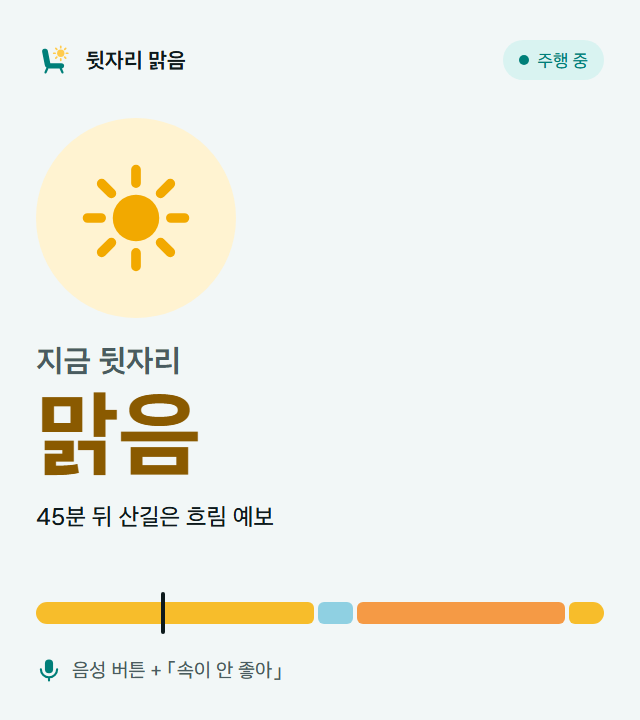 뒷자리 맑음
주행 중
지금 뒷자리
맑음
45분 뒤 산길은 흐림 예보
음성 버튼 + 「속이 안 좋아」